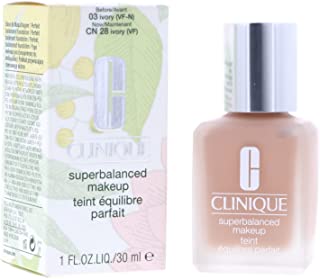 Before/Avant
03 ivory (VF-N)
Now/Maintenant
CN 28 ivory (VF)
CLINIQUE
superbalanced
makeup
teint équilibre
parfait
1 FL.OZ.LIQ./30 ml ℮
CLINIQUE
superbalanced
makeup
teint
équilibre parfait